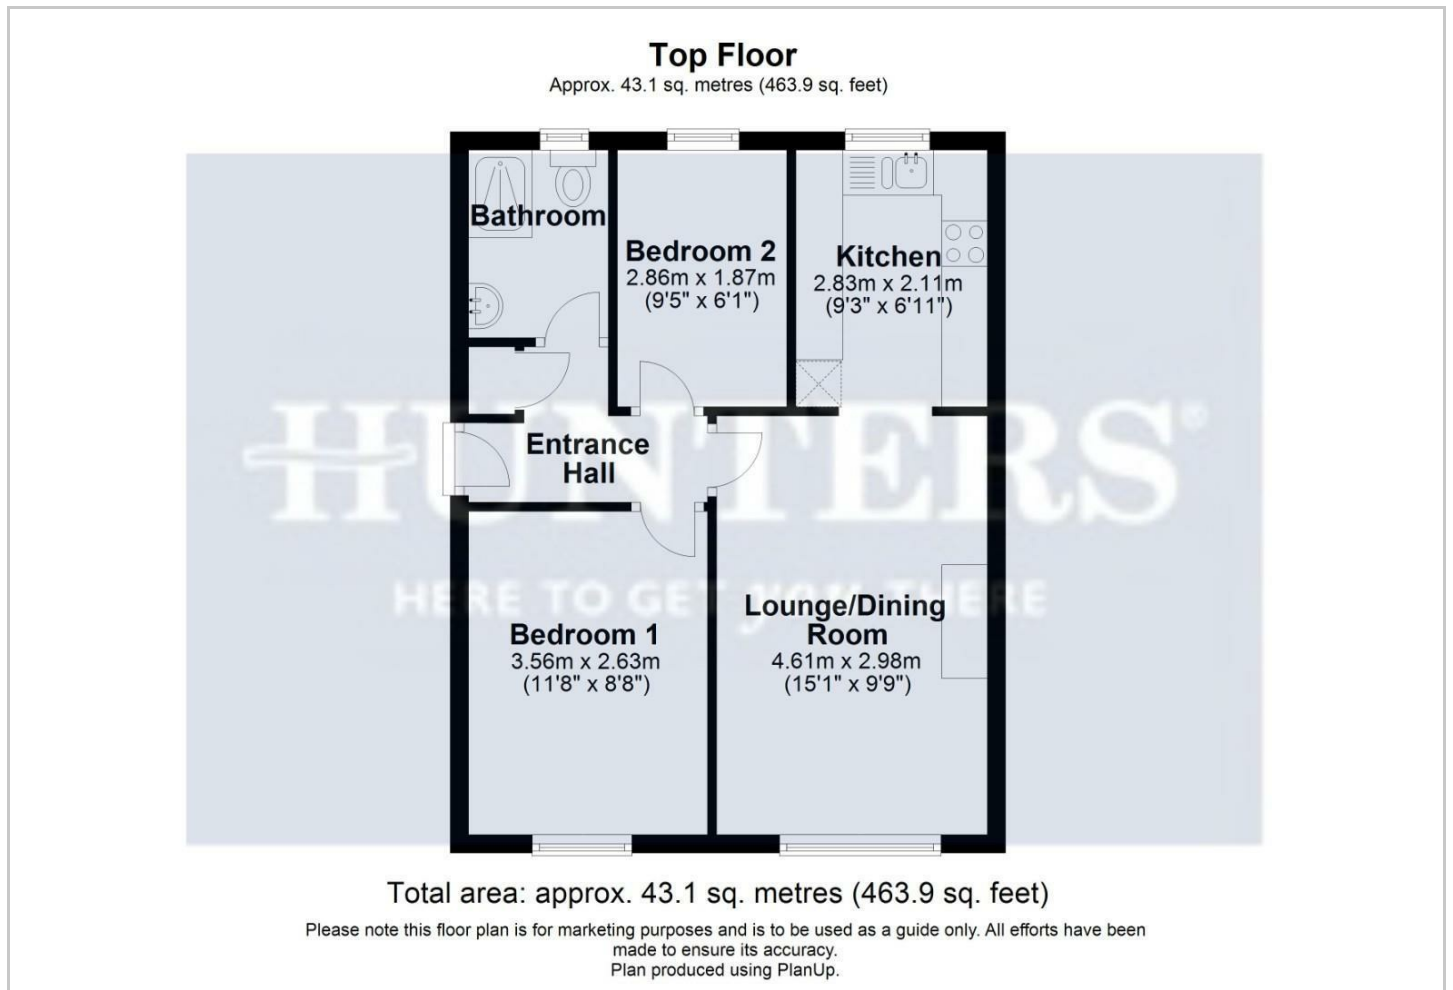 Top Floor
Approx. 43.1 sq. metres (463.9 sq. feet)
Bathroom
Bedroom 2
2.86m x 1.87m
(9'5" x 6'1")
Kitchen
2.83m x 2.11m
(9'3" x 6'11")
Entrance
Hall
HUNTERS®
HERE TO GET you THERE
Bedroom 1
3.56m x 2.63m
(11'8" x 8'8")
Lounge/Dining
Room
4.61m x 2.98m
(15'1" x 9'9")
Total area: approx. 43.1 sq. metres (463.9 sq. feet)
Please note this floor plan is for marketing purposes and is to be used as a guide only. All efforts have been
made to ensure its accuracy.
Plan produced using PlanUp.